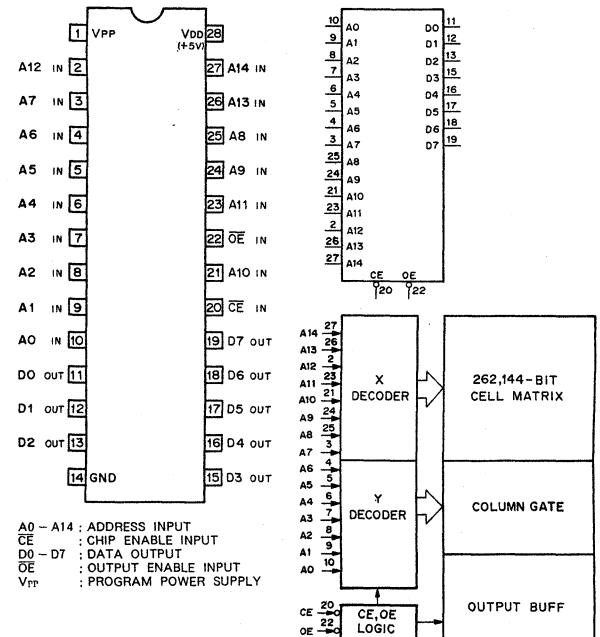 1 VPP VDD 28
(+5V)
A12 IN 2 27 A14 IN
A7 IN 3 26 A13 IN
A6 IN 4 25 A8 IN
A5 IN 5 24 A9 IN
A4 IN 6 23 A11 IN
A3 IN 7 22 OE IN
A2 IN 8 21 A10 IN
A1 IN 9 20 CE IN
A0 IN 10 19 D7 OUT
D0 OUT 11 18 D6 OUT
D1 OUT 12 17 D5 OUT
D2 OUT 13 16 D4 OUT
14 GND 15 D3 OUT
A0 - A14 ; ADDRESS INPUT
CE ; CHIP ENABLE INPUT
D0 - D7 ; DATA OUTPUT
OE ; OUTPUT ENABLE INPUT
VPP ; PROGRAM POWER SUPPLY
10 A0 D0 11
9 A1 D1 12
8 A2 D2 13
7 A3 D3 15
6 A4 D4 16
5 A5 D5 17
4 A6 D6 18
3 A7 D7 19
25 A8
24 A9
21 A10
23 A11
2 A12
26 A13
27 A14
CE OE
20 22
A14 27
A13 26
A12 2
A11 23
A10 21
A9 24
A8 25
A7 3
A6 4
A5 5
A4 6
A3 7
A2 8
A1 9
A0 10
X
DECODER
262,144-BIT
CELL MATRIX
Y
DECODER
COLUMN GATE
OUTPUT BUFF
CE 20
OE 22
CE, OE
LOGIC